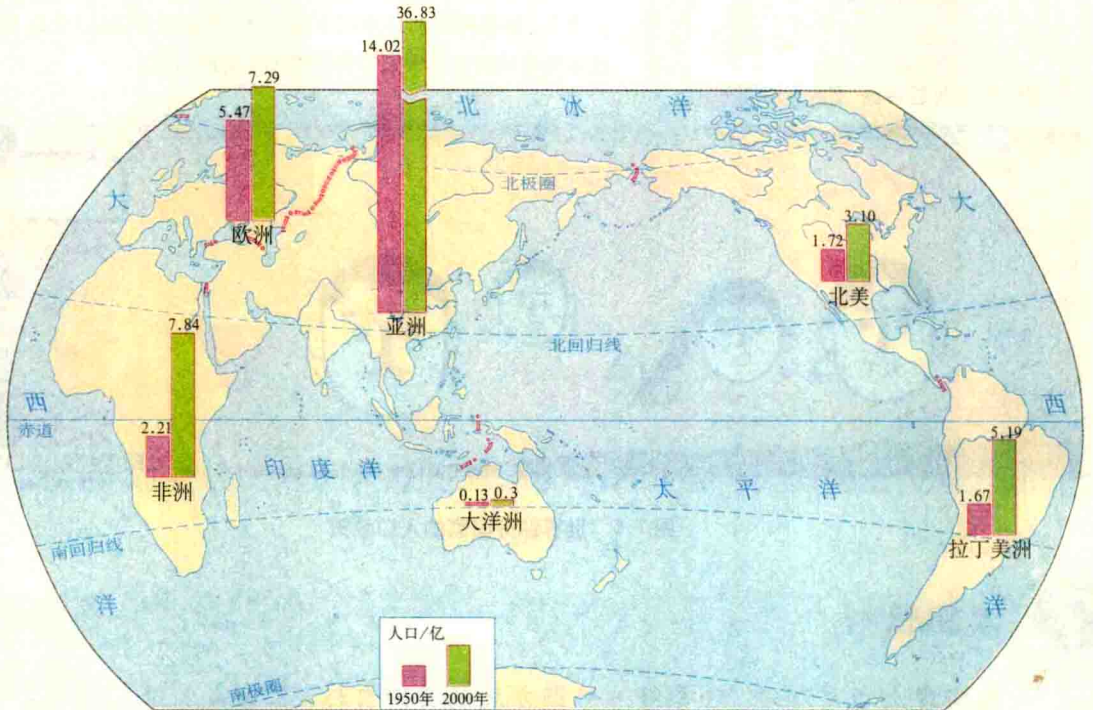 36.83
14.02
7.29
5.47
北 冰 洋
北极圈
大
大
欧洲
3.10
1.72
北美
亚洲
7.84
北回归线
西
西
赤道
2.21
5.19
印 度 洋
太 平 洋
非洲
0.13 0.3
大洋洲
1.67
南回归线
拉丁美洲
洋
洋
人口/亿
1950年 2000年
南极圈